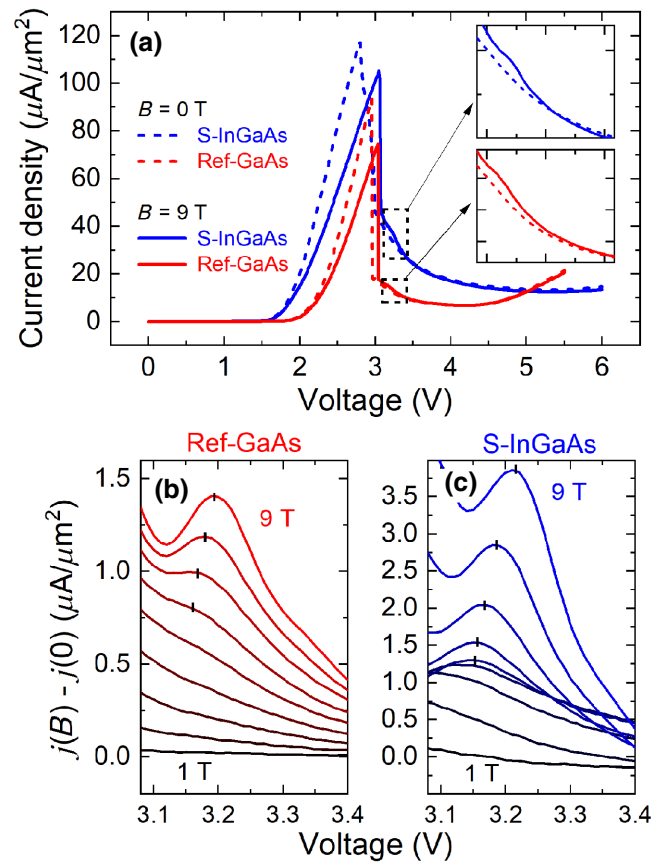 (a)
Current density (μA/μm²)
120
100
80
60
40
20
0
B = 0 T
S-InGaAs
Ref-GaAs
B = 9 T
S-InGaAs
Ref-GaAs
0 1 2 3 4 5 6
Voltage (V)
Ref-GaAs
S-InGaAs
j(B) - j(0) (μA/μm²)
(b)
1.5
1.0
0.5
0.0
9 T
1 T
3.1 3.2 3.3 3.4
(c)
3.5
3.0
2.5
2.0
1.5
1.0
0.5
0.0
9 T
1 T
3.1 3.2 3.3 3.4
Voltage (V)